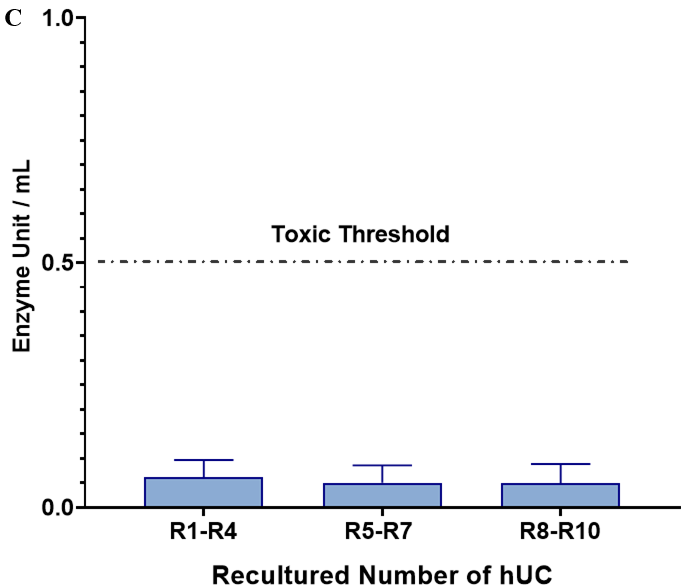 C
1.0
Toxic Threshold
0.5
Enzyme Unit / mL
0.0
R1-R4 R5-R7 R8-R10
Recultured Number of hUC